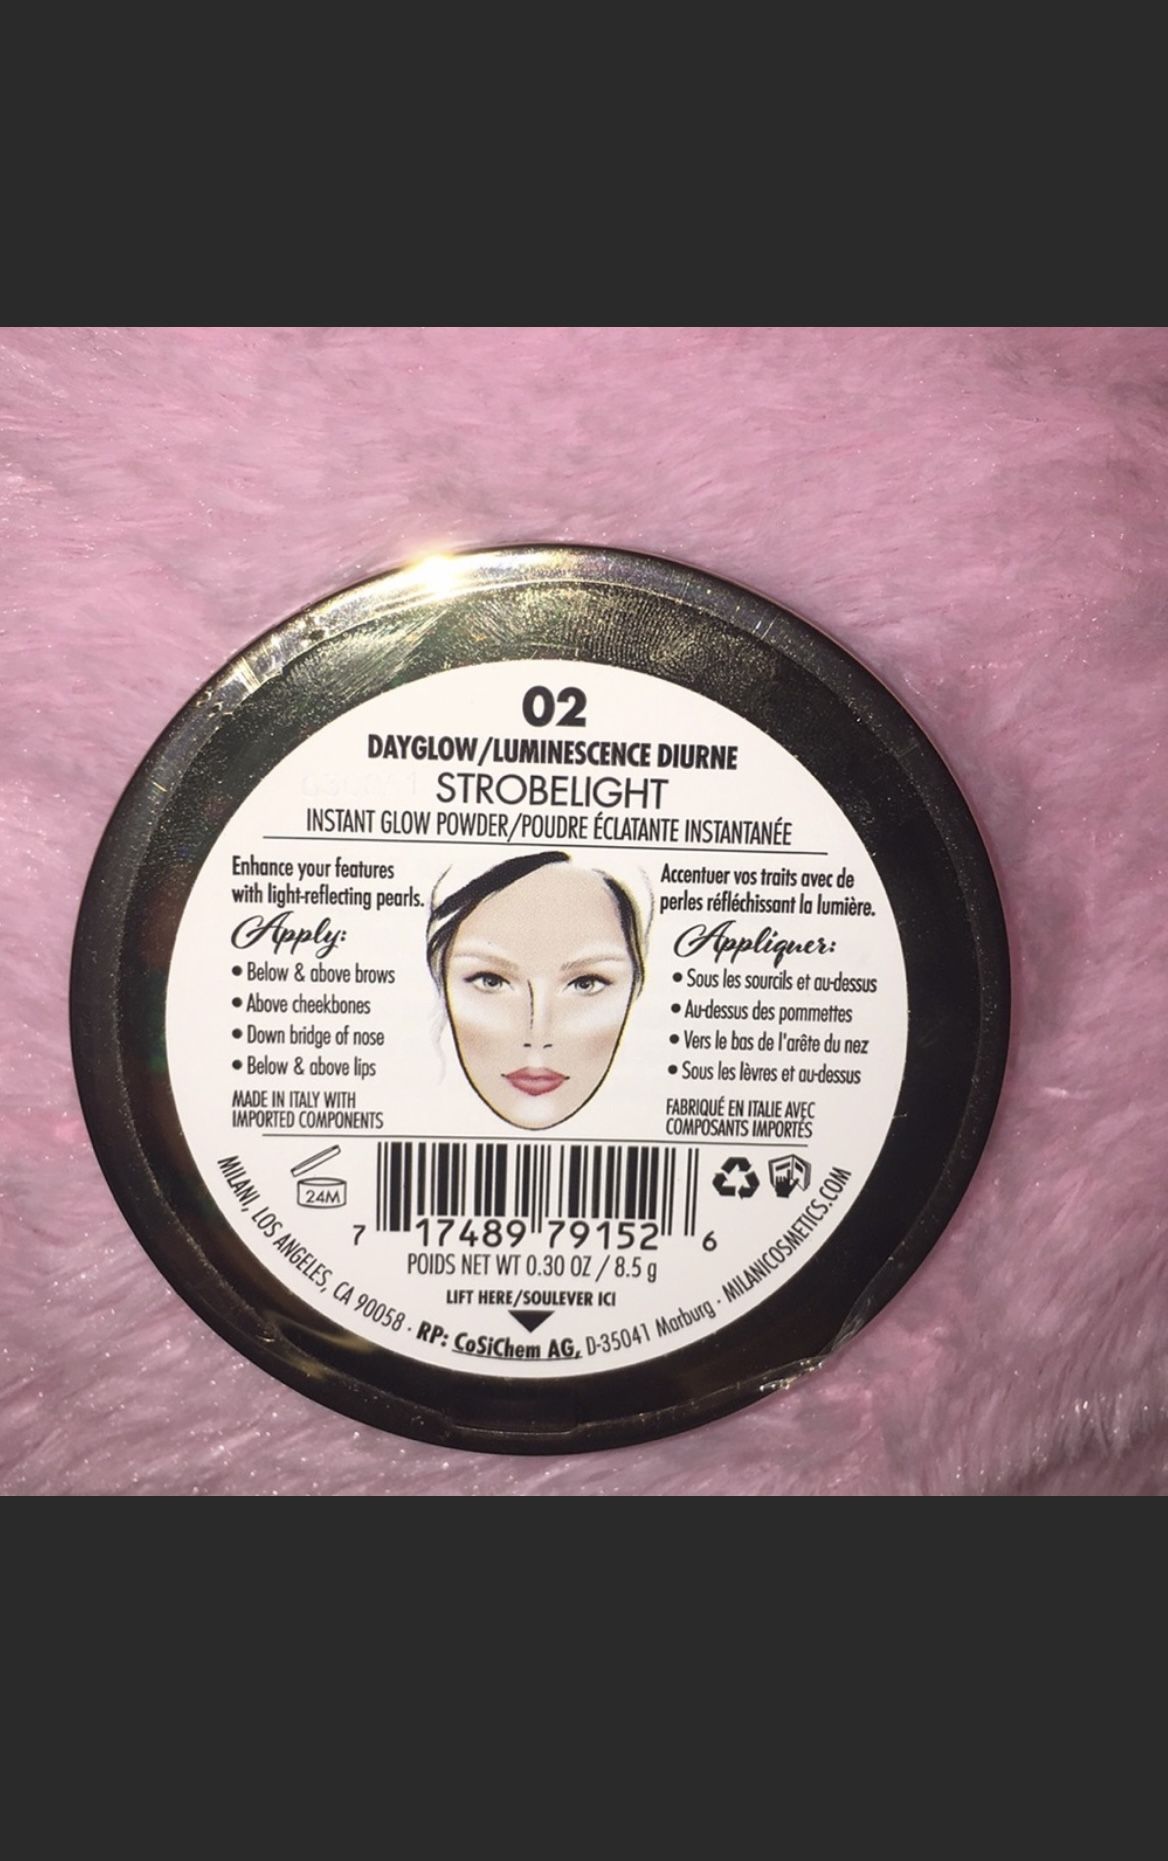 02
DAYGLOW/LUMINESCENCE DIURNE
STROBELIGHT
INSTANT GLOW POWDER/POUDRE ÉCLATANTE INSTANTANÉE
Enhance your features
with light-reflecting pearls.
Apply:
• Below & above brows
• Above cheekbones
• Down bridge of nose
• Below & above lips
MADE IN ITALY WITH
IMPORTED COMPONENTS
Accentuer vos traits avec de
perles réfléchissant la lumière.
Appliquer:
• Sous les sourcils et au-dessus
• Au-dessus des pommettes
• Vers le bas de l'arête du nez
• Sous les lèvres et au-dessus
FABRIQUÉ EN ITALIE AVEC
COMPOSANTS IMPORTÉS
24M
7 17489 79152 6
POIDS NET WT 0.30 OZ / 8.5 g
LIFT HERE/SOULEVER ICI
MILANI, LOS ANGELES, CA 90058 · RP: CoSiChem AG, D-35041 Marburg · MILANICOSMETICS.COM